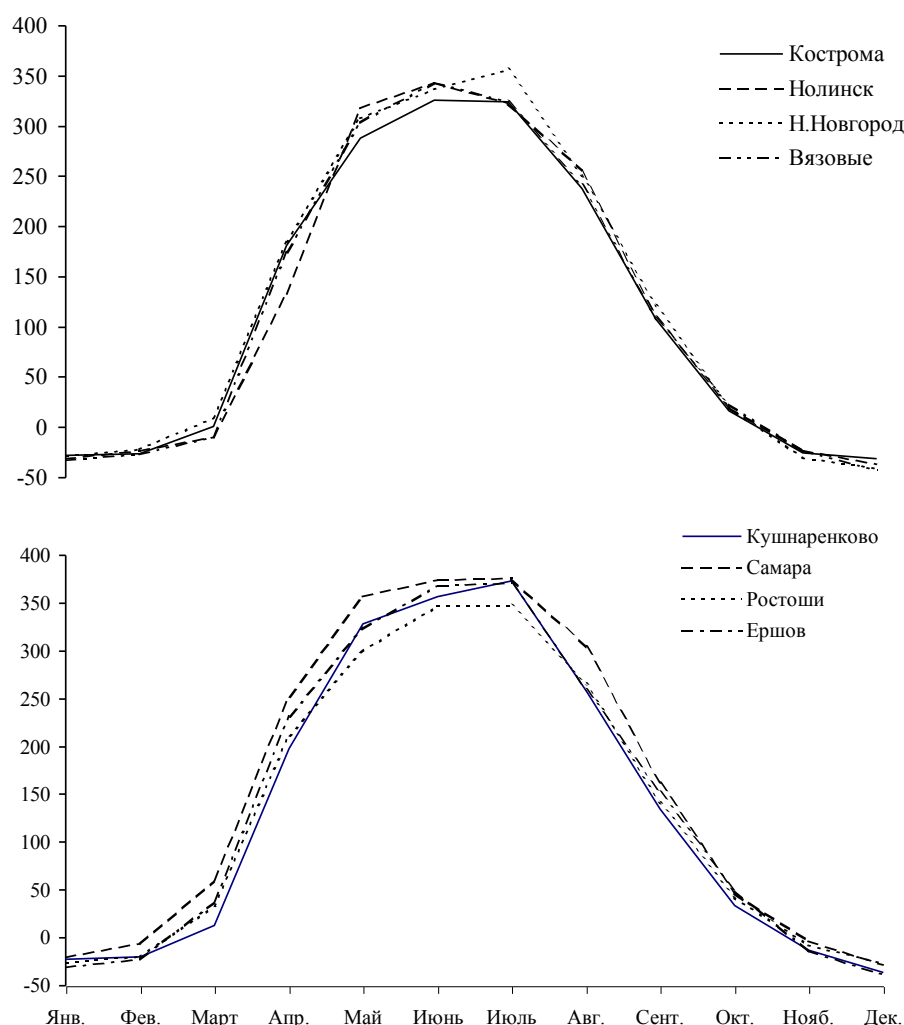 400
350
300
250
200
150
100
50
0
-50
Кострома
Нолинск
Н.Новгород
Вязовые
400
350
300
250
200
150
100
50
0
-50
Кушнаренково
Самара
Ростоши
Ершов
Янв. Фев. Март Апр. Май Июнь Июль Авг. Сент. Окт. Нояб. Дек.